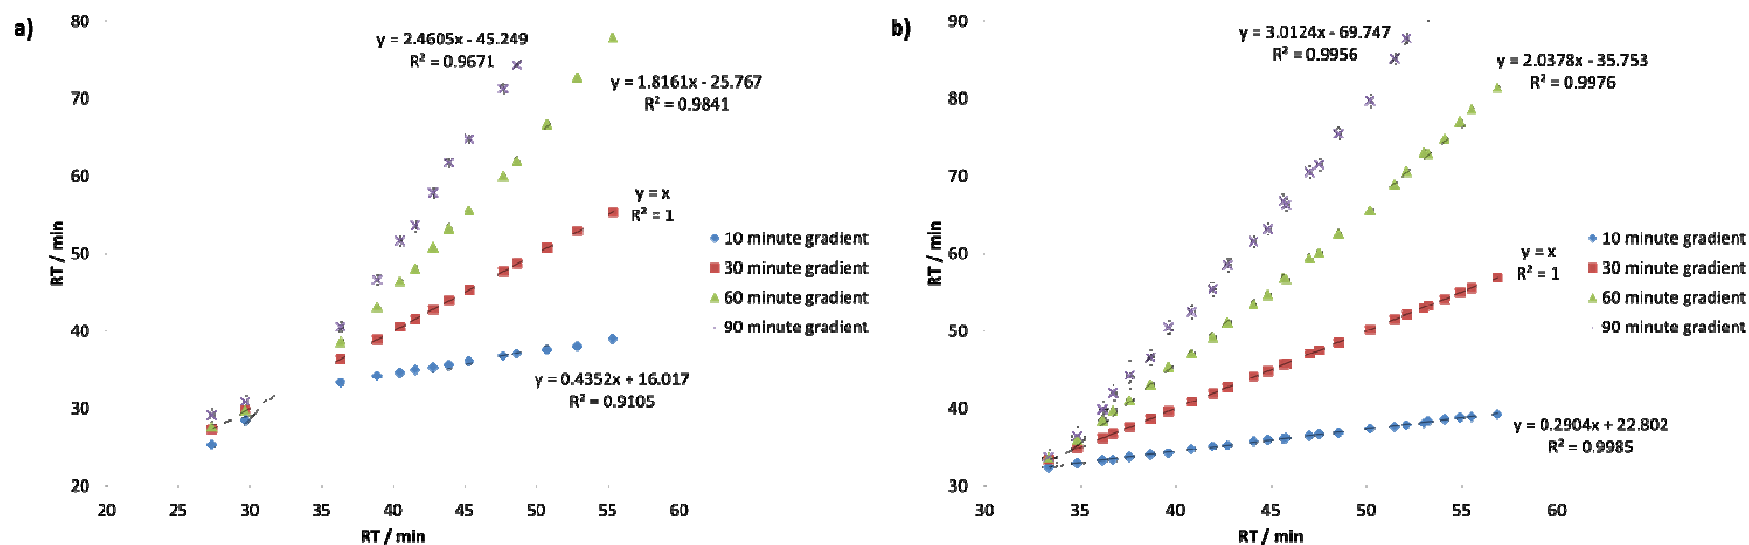 a)
80
70
60
50
40
30
20
RT / min
y = 2.4605x - 45.249
R² = 0.9671
y = 1.8161x - 25.767
R² = 0.9841
y = x
R² = 1
y = 0.4352x + 16.017
R² = 0.9105
10 minute gradient
30 minute gradient
60 minute gradient
90 minute gradient
20 25 30 35 40 45 50 55 60
RT / min
b)
90
80
70
60
50
40
30
RT / min
y = 3.0124x - 69.747
R² = 0.9956
y = 2.0378x - 35.753
R² = 0.9976
y = x
R² = 1
y = 0.2904x + 22.802
R² = 0.9985
10 minute gradient
30 minute gradient
60 minute gradient
90 minute gradient
30 35 40 45 50 55 60
RT / min